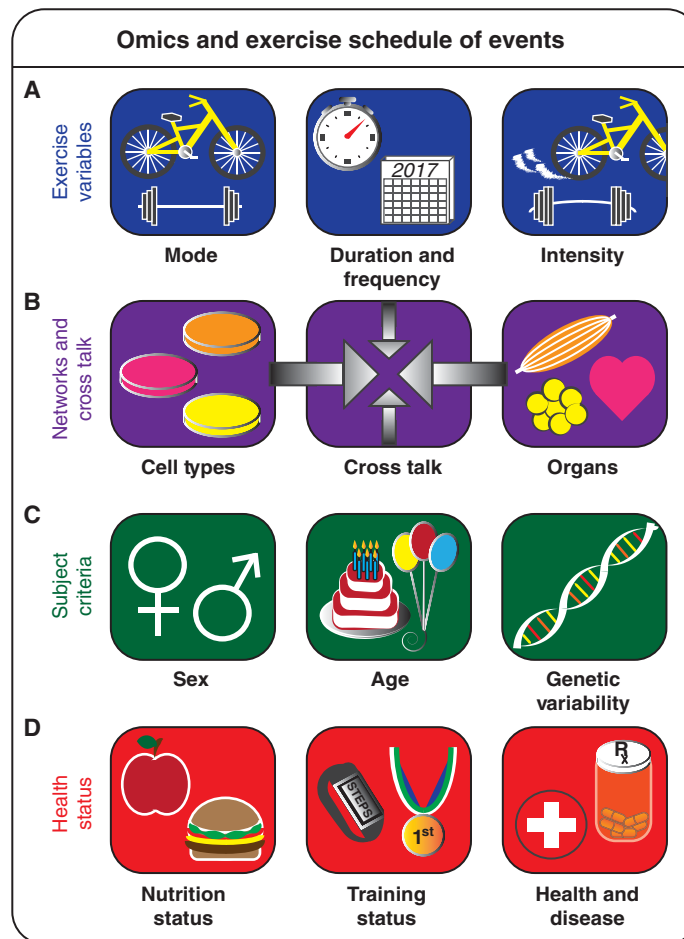 Omics and exercise schedule of events
A
Exercise
variables
2017
Mode
Duration and
frequency
Intensity
B
Networks and
cross talk
Cell types
Cross talk
Organs
C
Subject
criteria
Sex
Age
Genetic
variability
D
Health
status
STEPS
1st
Rx
Nutrition
status
Training
status
Health and
disease